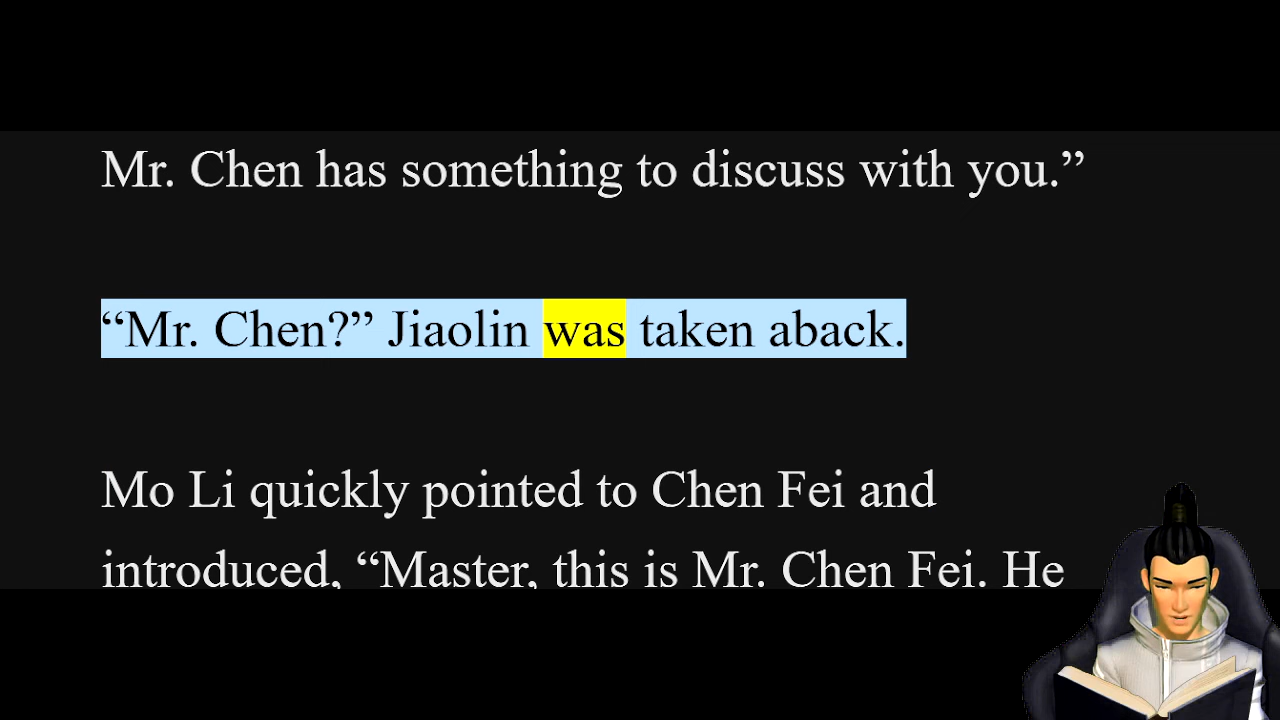 Mr. Chen has something to discuss with you.”
“Mr. Chen?” Jiaolin was taken aback.
Mo Li quickly pointed to Chen Fei and
introduced, “Master, this is Mr. Chen Fei. He